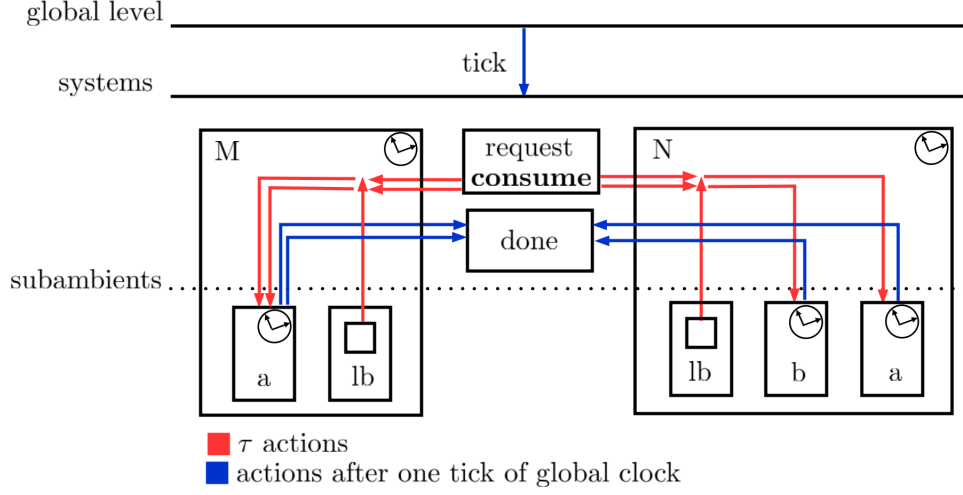 global level
tick
systems
M
request
consume
N
done
subambients
a
lb
lb
b
a
τ actions
actions after one tick of global clock